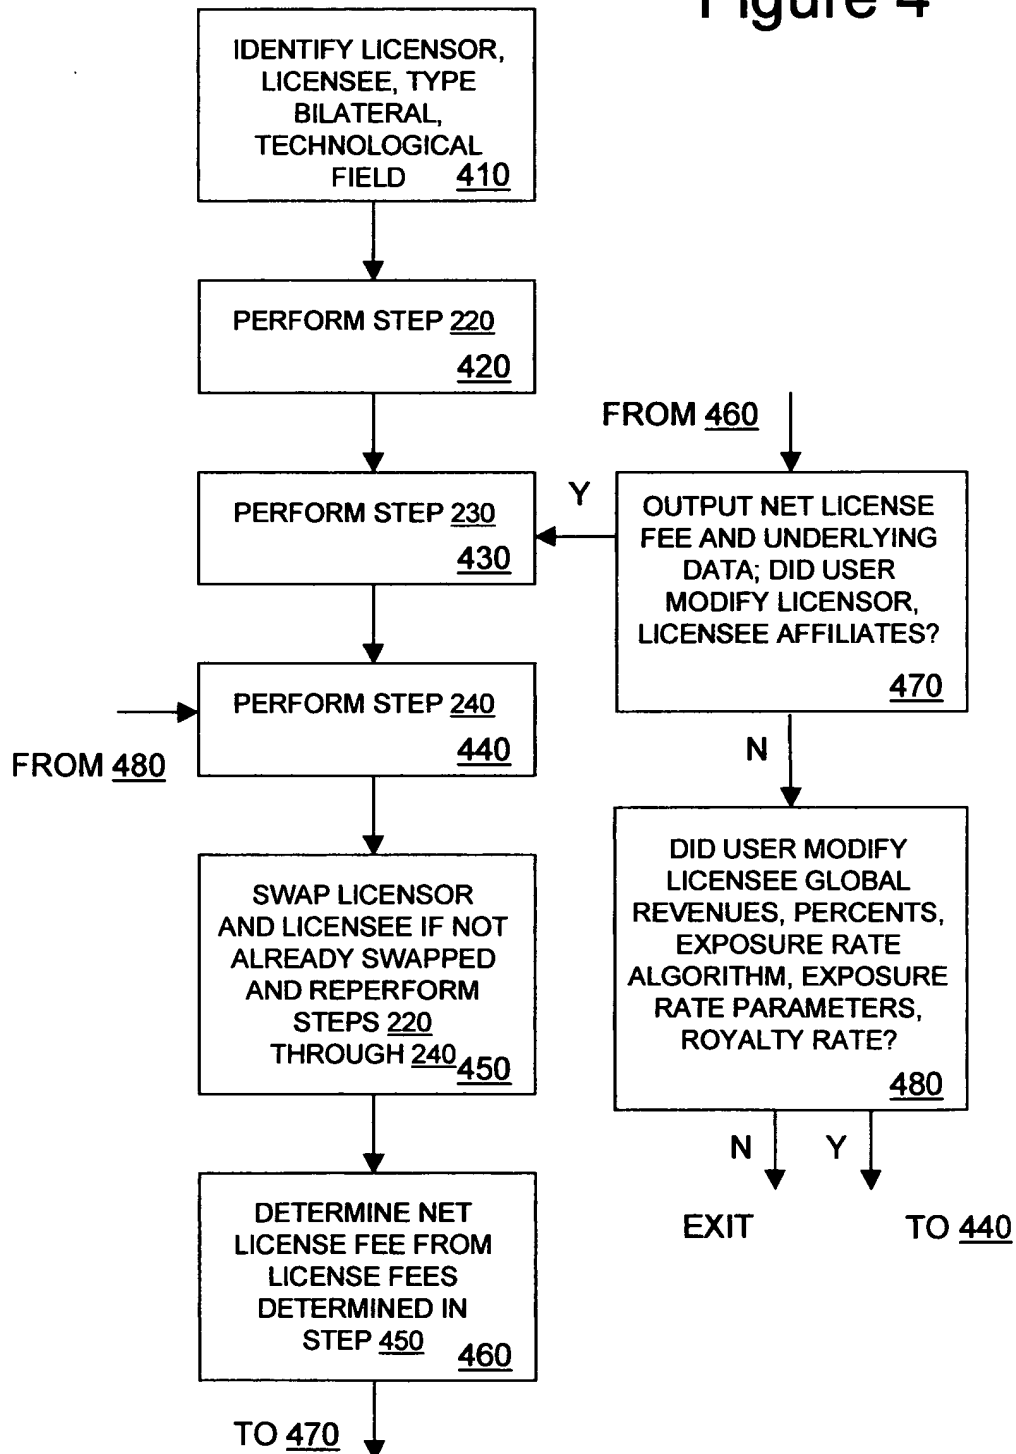 Figure 4
IDENTIFY LICENSOR,
LICENSEE, TYPE
BILATERAL,
TECHNOLOGICAL
FIELD 410
PERFORM STEP 220
420
PERFORM STEP 230
430
PERFORM STEP 240
440
FROM 480
SWAP LICENSOR
AND LICENSEE IF NOT
ALREADY SWAPPED
AND REPERFORM
STEPS 220
THROUGH 240
450
DETERMINE NET
LICENSE FEE FROM
LICENSE FEES
DETERMINED IN
STEP 450
460
TO 470
FROM 460
Y
OUTPUT NET LICENSE
FEE AND UNDERLYING
DATA; DID USER
MODIFY LICENSOR,
LICENSEE AFFILIATES?
470
N
DID USER MODIFY
LICENSEE GLOBAL
REVENUES, PERCENTS,
EXPOSURE RATE
ALGORITHM, EXPOSURE
RATE PARAMETERS,
ROYALTY RATE?
480
N Y
EXIT TO 440